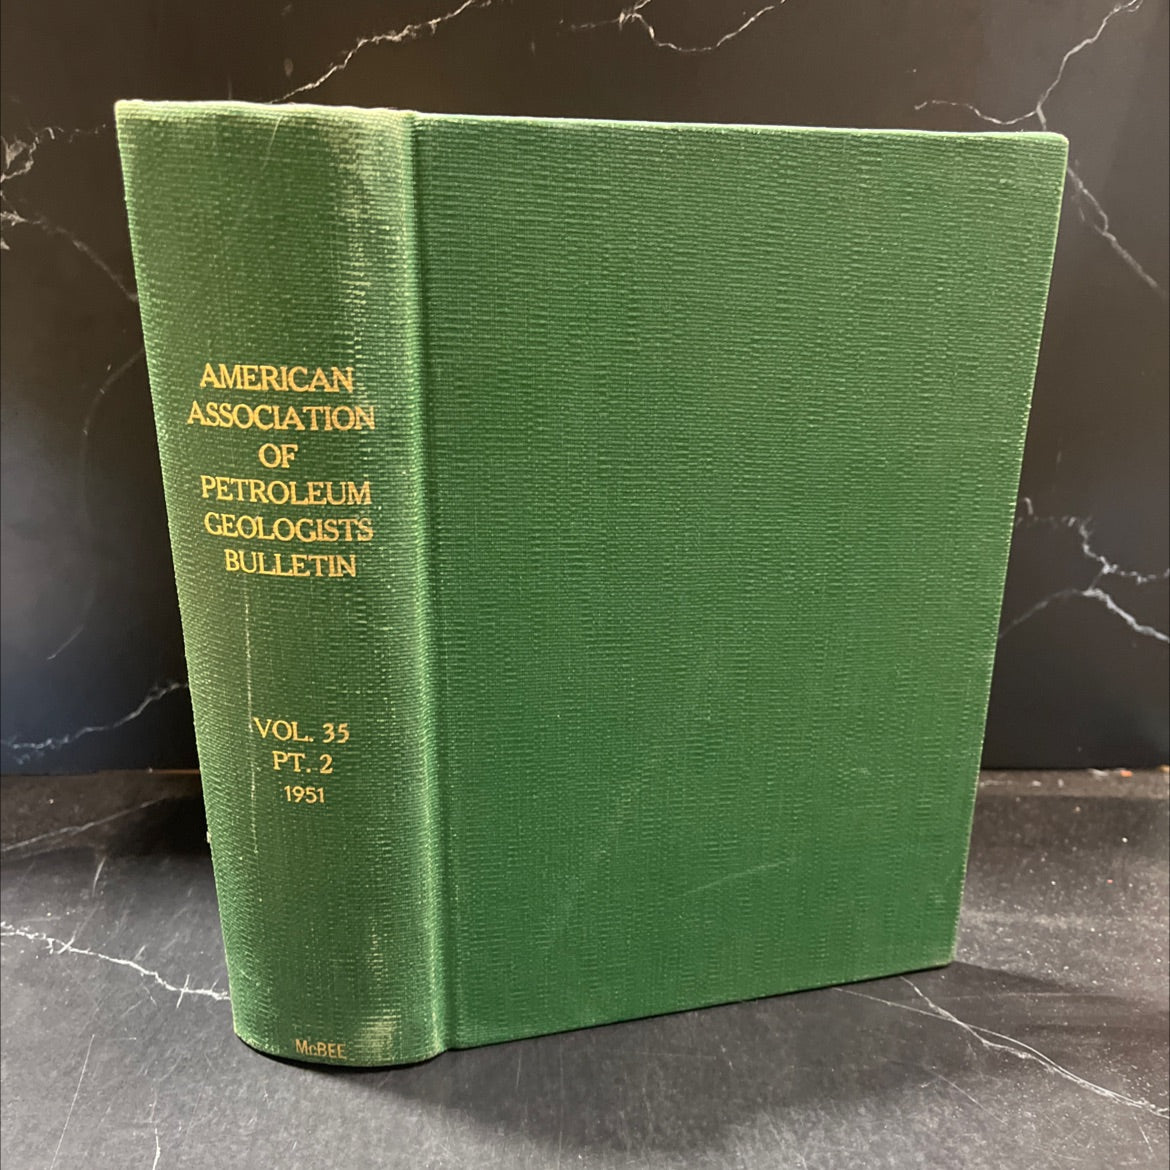 AMERICAN
ASSOCIATION
OF
PETROLEUM
GEOLOGISTS
BULLETIN
VOL. 35
PT. 2
1951
McBEE